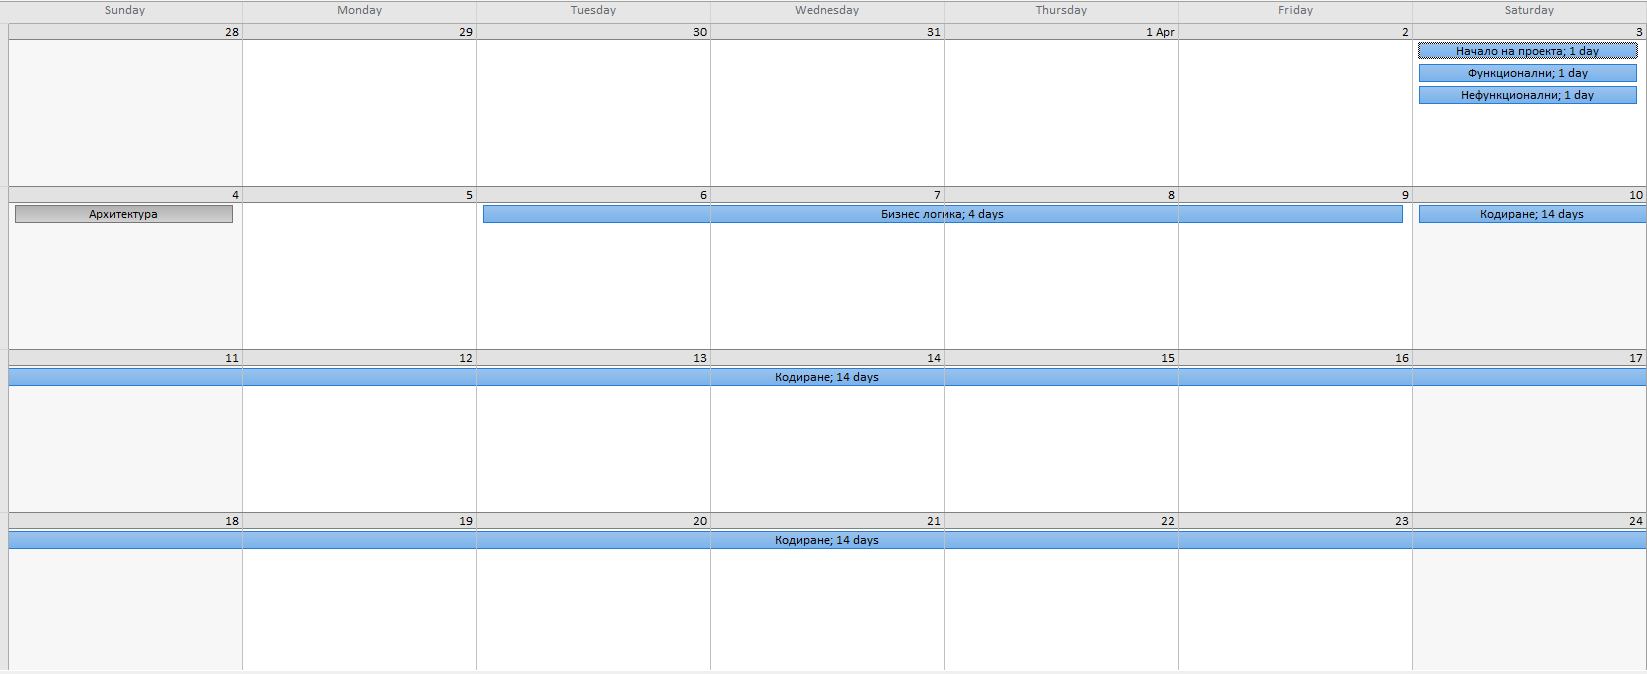 Sunday Monday Tuesday Wednesday Thursday Friday Saturday
28 29 30 31 1 Apr 2 3
Начало на проекта; 1 day
Функционални; 1 day
Нефункционални; 1 day
4 5 6 7 8 9 10
Архитектура Бизнес логика; 4 days Кодиране; 14 days
11 12 13 14 15 16 17
Кодиране; 14 days
18 19 20 21 22 23 24
Кодиране; 14 days